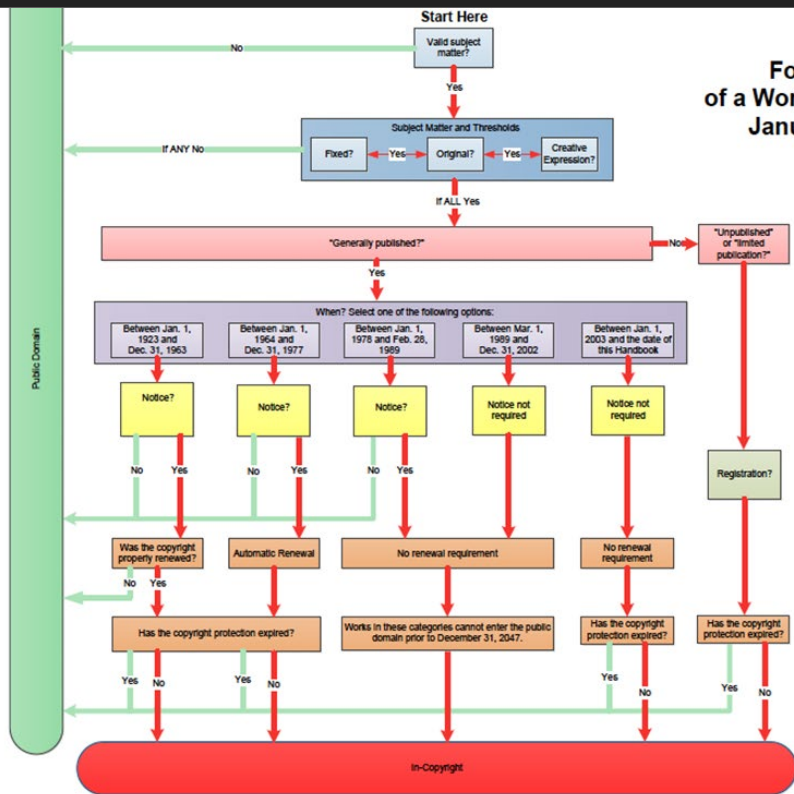 Start Here
Valid subject
matter?
No
Yes
Fo
of a Wor
Janu
Subject Matter and Thresholds
Fixed?
Yes
Original?
Yes
Creative
Expression?
If ANY No
If ALL Yes
"Generally published?"
No
"Unpublished"
or "limited
publication?"
Yes
When? Select one of the following options:
Between Jan. 1,
1923 and
Dec. 31, 1963
Between Jan. 1,
1964 and
Dec. 31, 1977
Between Jan. 1,
1978 and Feb. 28,
1989
Between Mar. 1,
1989 and
Dec. 31, 2002
Between Jan. 1,
2003 and the date of
this Handbook
Public Domain
Notice?
Notice?
Notice?
Notice not
required
Notice not
required
No
Yes
No
Yes
No
Yes
Registration?
Was the copyright
properly renewed?
Automatic Renewal
No renewal requirement
No renewal
requirement
No
Yes
Has the copyright protection expired?
Works in these categories cannot enter the public
domain prior to December 31, 2047.
Has the copyright
protection expired?
Has the copyright
protection expired?
Yes
No
Yes
No
Yes
No
Yes
No
In-Copyright